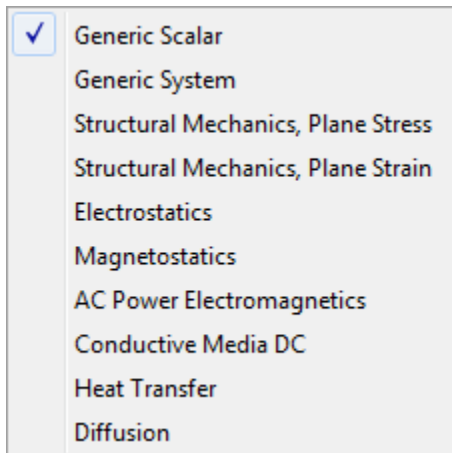 Generic Scalar
Generic System
Structural Mechanics, Plane Stress
Structural Mechanics, Plane Strain
Electrostatics
Magnetostatics
AC Power Electromagnetics
Conductive Media DC
Heat Transfer
Diffusion